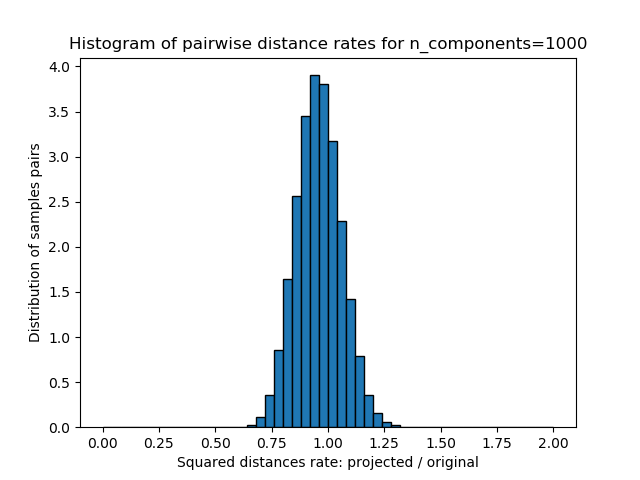 Histogram of pairwise distance rates for n_components=1000
4.0
3.5
3.0
2.5
2.0
1.5
1.0
0.5
0.0
Distribution of samples pairs
0.00 0.25 0.50 0.75 1.00 1.25 1.50 1.75 2.00
Squared distances rate: projected / original